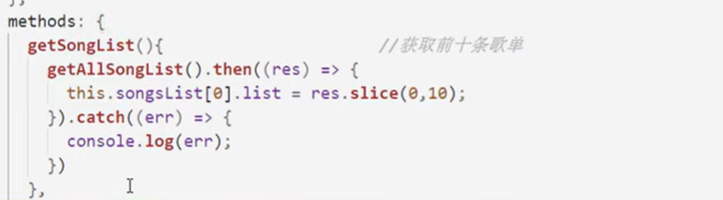 },
methods: {
getSongList(){ //获取前十条歌单
getAllSongList().then((res) => {
this.songsList[0].list = res.slice(0,10);
}).catch((err) => {
console.log(err);
})
},